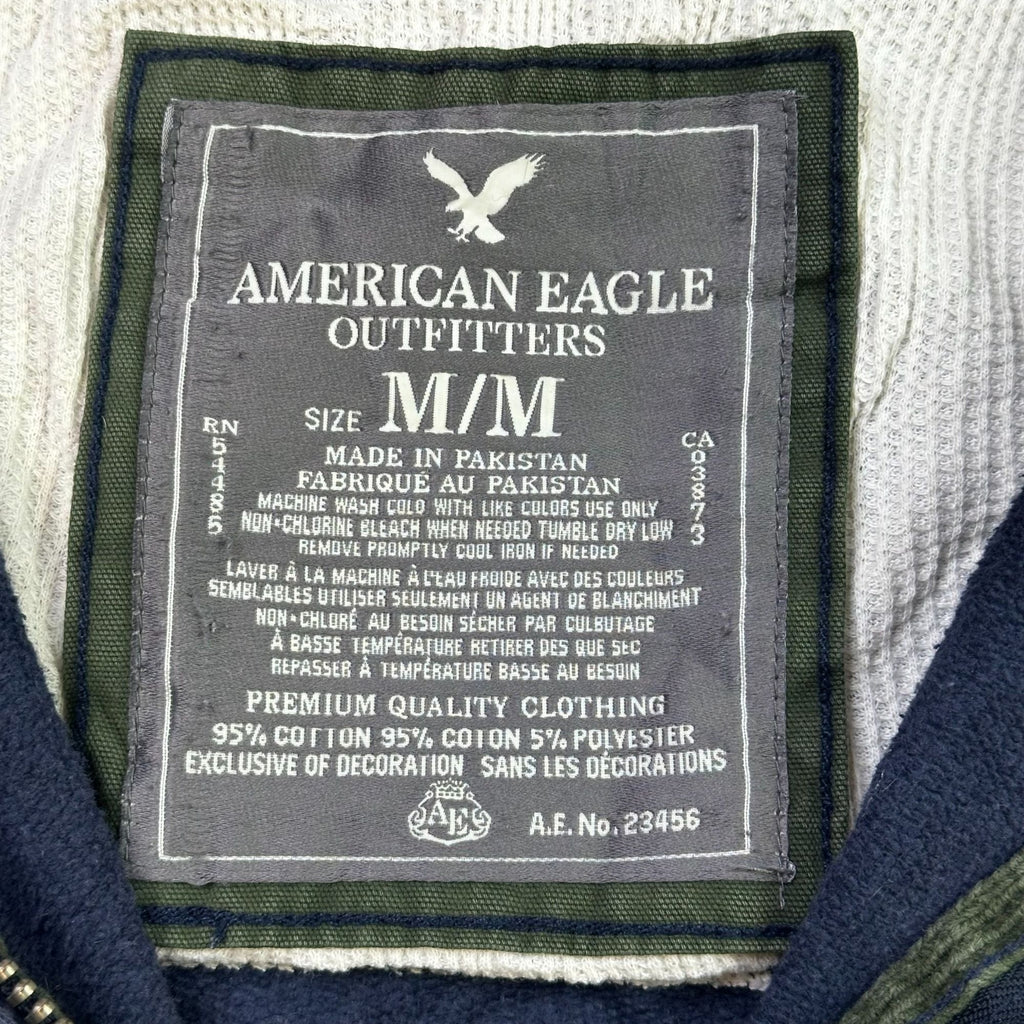 AMERICAN EAGLE
OUTFITTERS
SIZE M/M
RN 54485
CA 03873
MADE IN PAKISTAN
FABRIQUÉ AU PAKISTAN
MACHINE WASH COLD WITH LIKE COLORS USE ONLY
NON-CHLORINE BLEACH WHEN NEEDED TUMBLE DRY LOW
REMOVE PROMPTLY COOL IRON IF NEEDED
LAVER À LA MACHINE À L'EAU FROIDE AVEC DES COULEURS
SEMBLABLES UTILISER SEULEMENT UN AGENT DE BLANCHIMENT
NON-CHLORÉ AU BESOIN SÉCHER PAR CULBUTAGE
À BASSE TEMPÉRATURE RETIRER DES QUE SEC
REPASSER À TEMPÉRATURE BASSE AU BESOIN
PREMIUM QUALITY CLOTHING
95% COTTON 95% COTON 5% POLYESTER
EXCLUSIVE OF DECORATION SANS LES DÉCORATIONS
AE
A.E. No. 23456